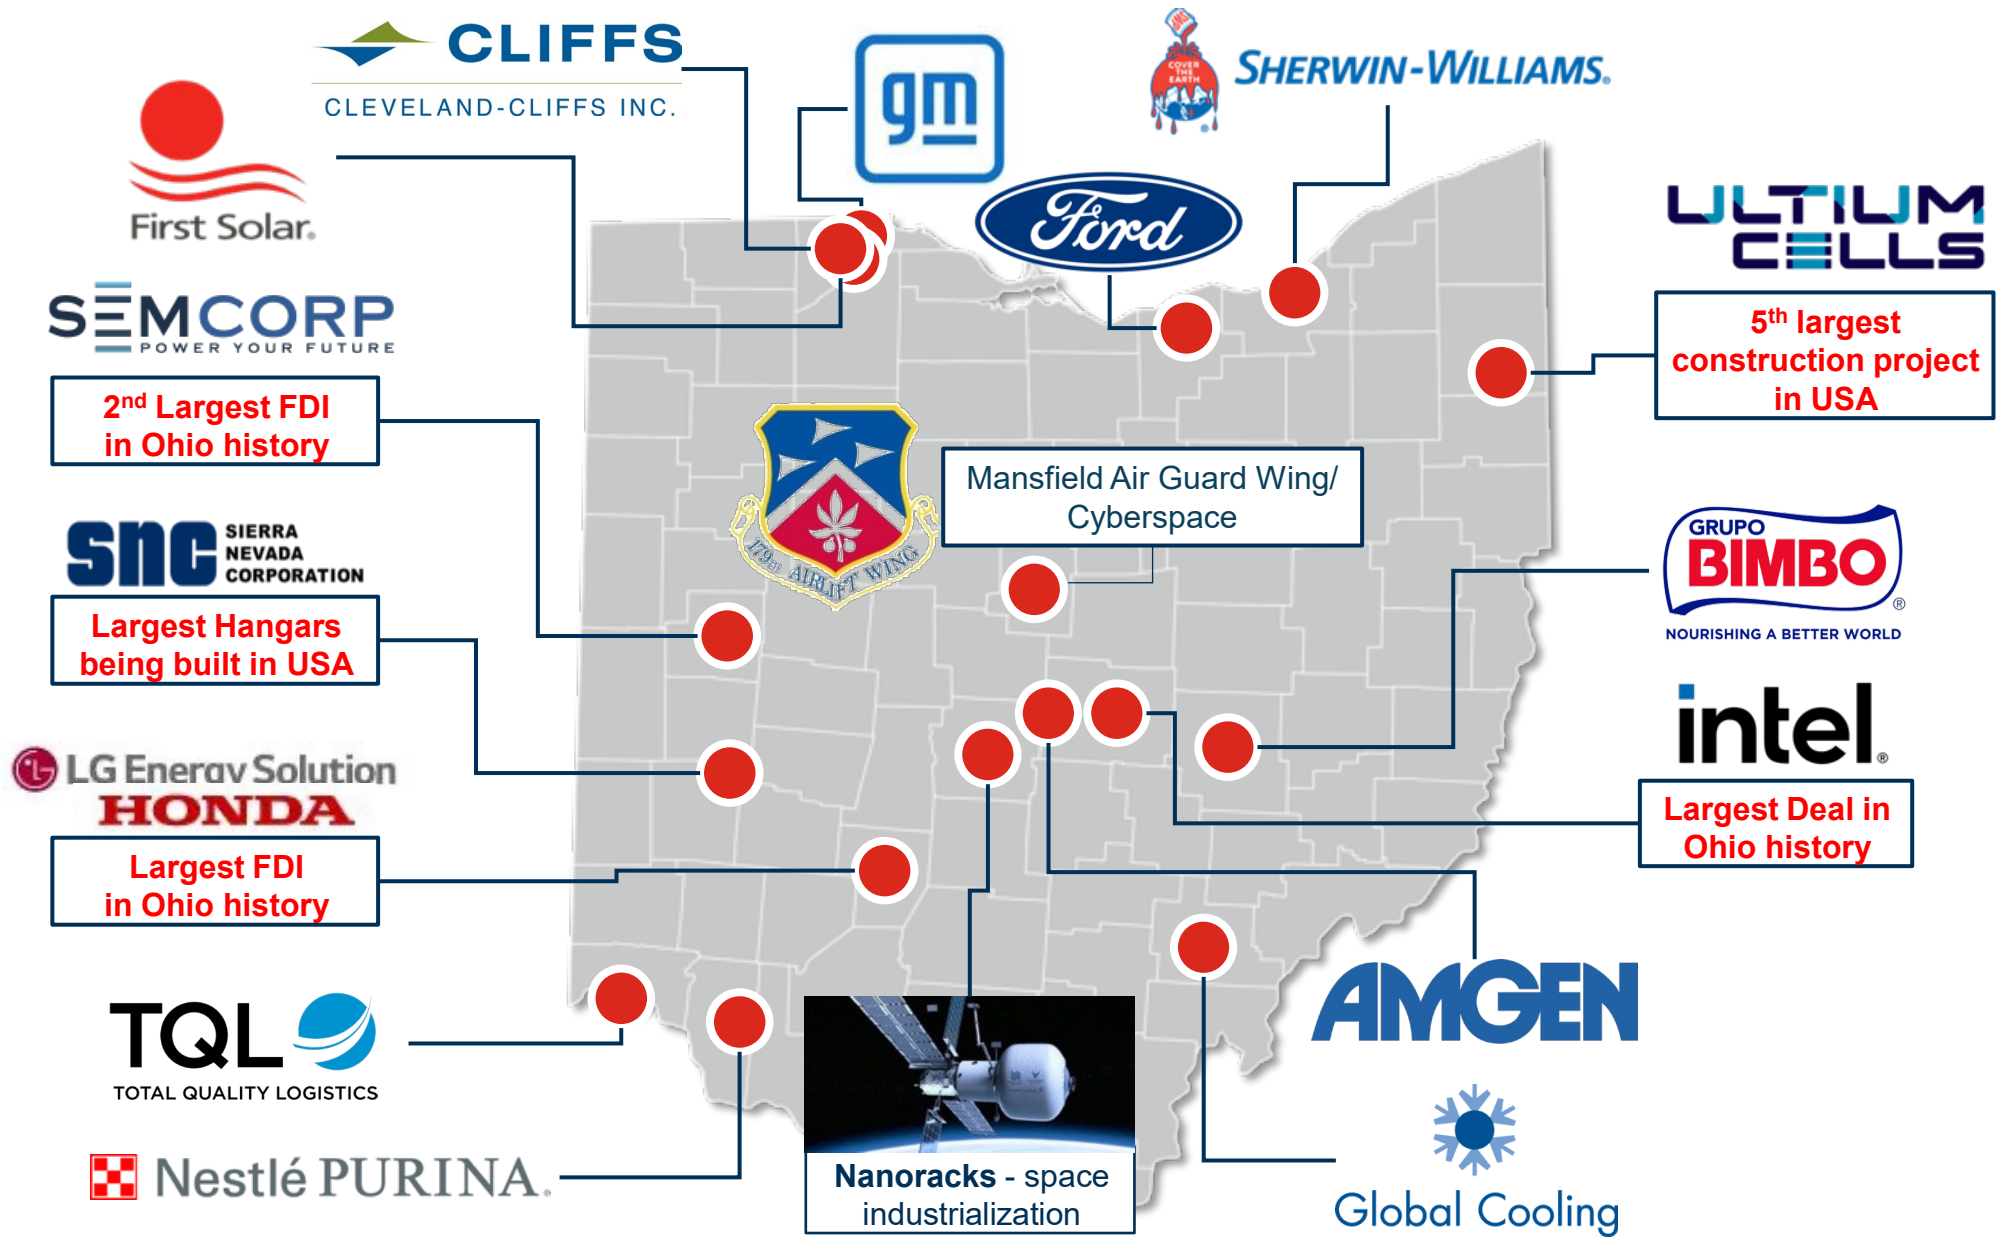 CLIFFS
CLEVELAND-CLIFFS INC.
gm
COVER
THE
EARTH
SHERWIN-WILLIAMS®
First Solar®
Ford
ULTIUM
CELLS
5th largest
construction project
in USA
SEMCORP
POWER YOUR FUTURE
2nd Largest FDI
in Ohio history
179TH AIRLIFT WING
Mansfield Air Guard Wing/
Cyberspace
snc SIERRA
NEVADA
CORPORATION
Largest Hangars
being built in USA
GRUPO
BIMBO®
NOURISHING A BETTER WORLD
intel®
Largest Deal in
Ohio history
LG Energy Solution
HONDA
Largest FDI
in Ohio history
TQL
TOTAL QUALITY LOGISTICS
AMGEN
Nestlé PURINA®
Nanoracks - space
industrialization
Global Cooling